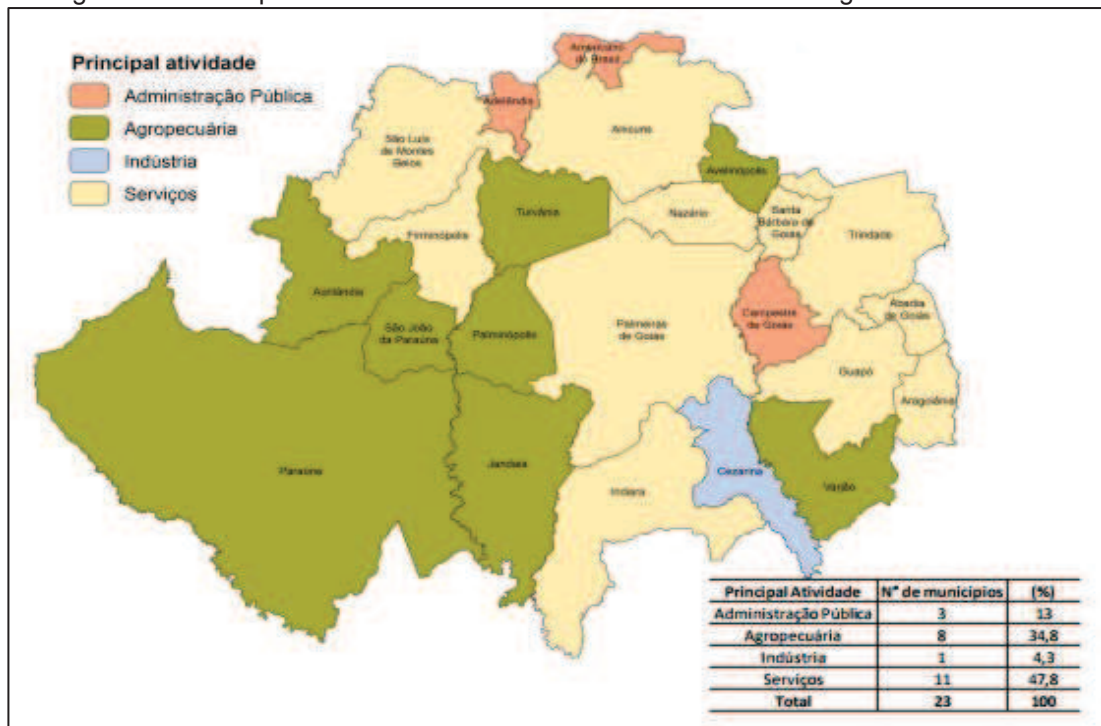 Principal atividade
Administração Pública
Agropecuária
Indústria
Serviços
Americano
do Brasil
Adelândia
Anicuns
São Luís
de Montes
Belos
Avelinópolis
Turvânia
Nazário
Santa
Bárbara de
Goiás
Trindade
Firminópolis
Aurilândia
São João
da Paraúna
Palminópolis
Palmeiras
de Goiás
Campestre
de Goiás
Abadia
de Goiás
Guapó
Aragoiânia
Paraúna
Jandaia
Indiara
Cezarina
Varjão
Principal Atividade N° de municípios (%)
Administração Pública 3 13
Agropecuária 8 34,8
Indústria 1 4,3
Serviços 11 47,8
Total 23 100